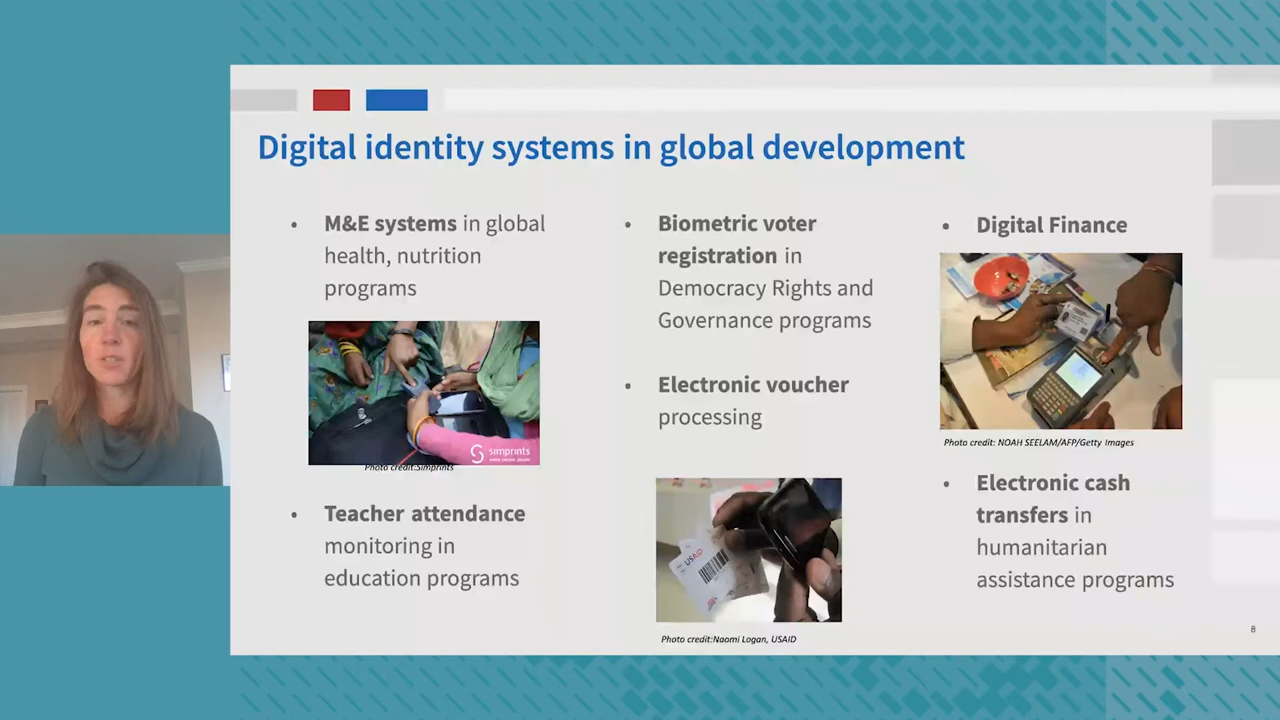 Digital identity systems in global development
• M&E systems in global
health, nutrition
programs
simprints
Photo credit:Simprints
• Teacher attendance
monitoring in
education programs
• Biometric voter
registration in
Democracy Rights and
Governance programs
• Electronic voucher
processing
USAID
Photo credit:Naomi Logan, USAID
• Digital Finance
Photo credit: NOAH SEELAM/AFP/Getty Images
• Electronic cash
transfers in
humanitarian
assistance programs
8